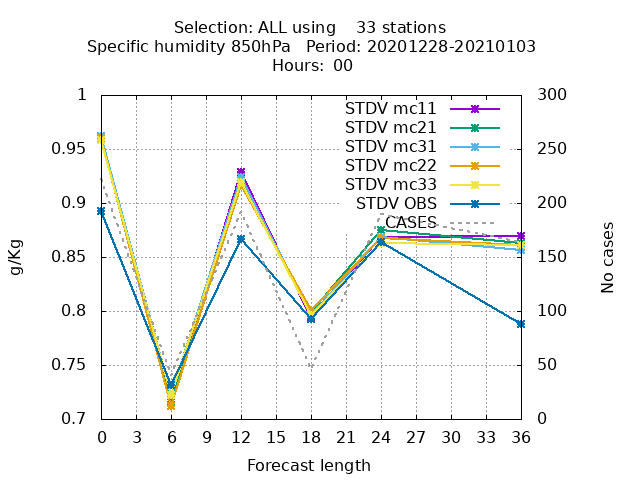 Selection: ALL using    33 stations
Specific humidity 850hPa   Period: 20201228-20210103
Hours:  00
1
0.95
0.9
0.85
0.8
0.75
0.7
g/Kg
STDV mc11
STDV mc21
STDV mc31
STDV mc22
STDV mc33
STDV OBS
CASES
300
250
200
150
100
50
0
No cases
0 3 6 9 12 15 18 21 24 27 30 33 36
Forecast length